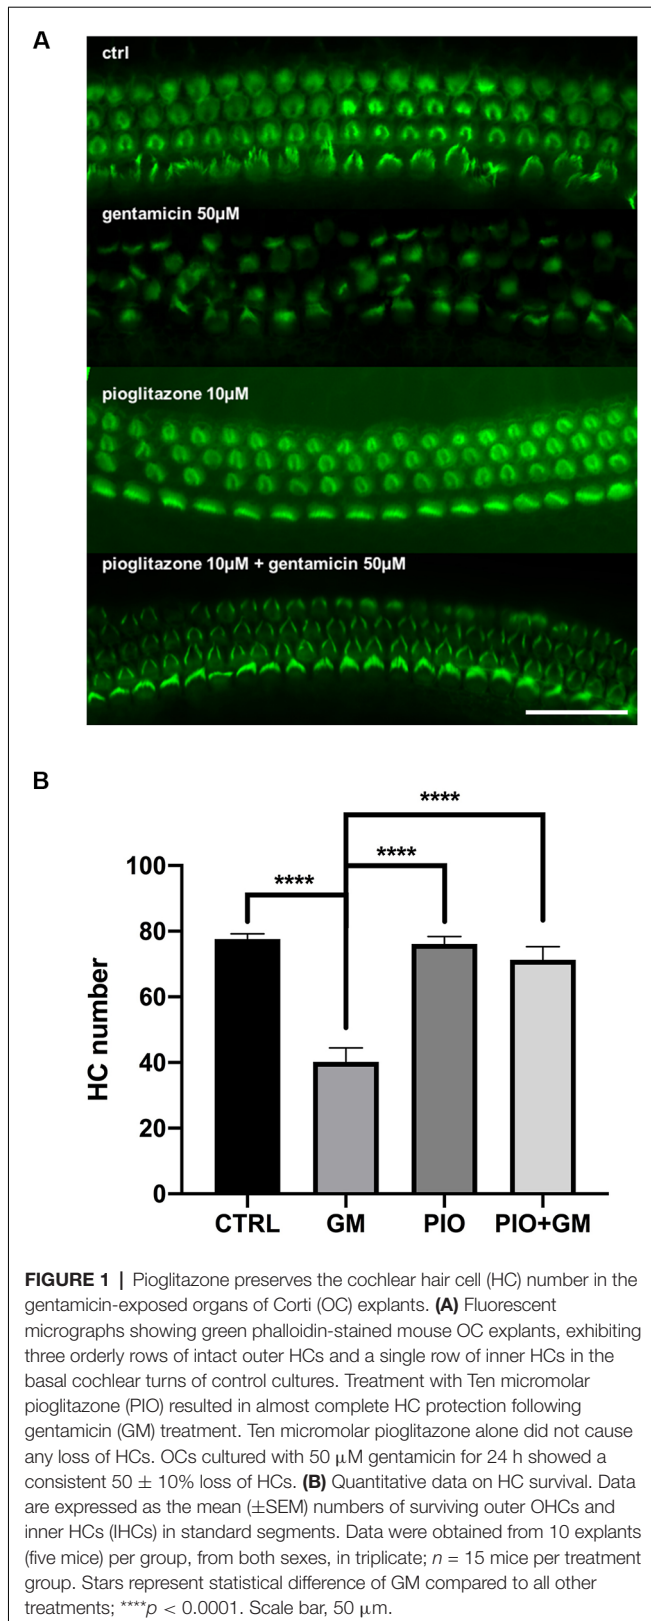 A
ctrl
gentamicin 50µM
pioglitazone 10µM
pioglitazone 10µM + gentamicin 50µM
B
****
****
****
100
80
60
40
20
0
HC number
CTRL GM PIO PIO+GM
FIGURE 1 | Pioglitazone preserves the cochlear hair cell (HC) number in the
gentamicin-exposed organs of Corti (OC) explants. (A) Fluorescent
micrographs showing green phalloidin-stained mouse OC explants, exhibiting
three orderly rows of intact outer HCs and a single row of inner HCs in the
basal cochlear turns of control cultures. Treatment with Ten micromolar
pioglitazone (PIO) resulted in almost complete HC protection following
gentamicin (GM) treatment. Ten micromolar pioglitazone alone did not cause
any loss of HCs. OCs cultured with 50 µM gentamicin for 24 h showed a
consistent 50 ± 10% loss of HCs. (B) Quantitative data on HC survival. Data
are expressed as the mean (±SEM) numbers of surviving outer OHCs and
inner HCs (IHCs) in standard segments. Data were obtained from 10 explants
(five mice) per group, from both sexes, in triplicate; n = 15 mice per treatment
group. Stars represent statistical difference of GM compared to all other
treatments; ****p < 0.0001. Scale bar, 50 µm.